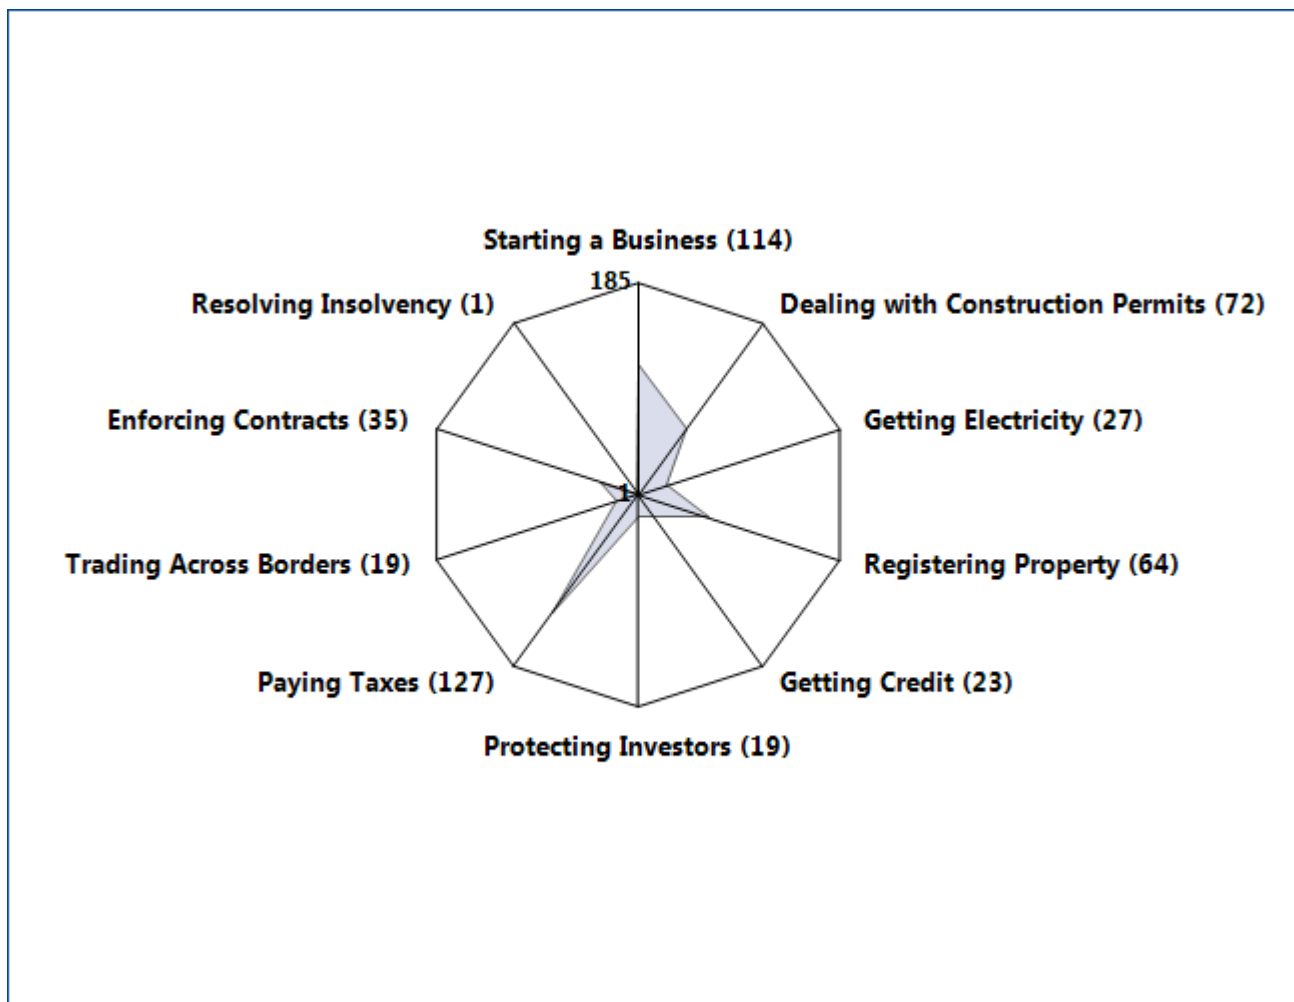 Starting a Business (114)
185
Resolving Insolvency (1)
Dealing with Construction Permits (72)
Enforcing Contracts (35)
Getting Electricity (27)
1
Trading Across Borders (19)
Registering Property (64)
Paying Taxes (127)
Getting Credit (23)
Protecting Investors (19)